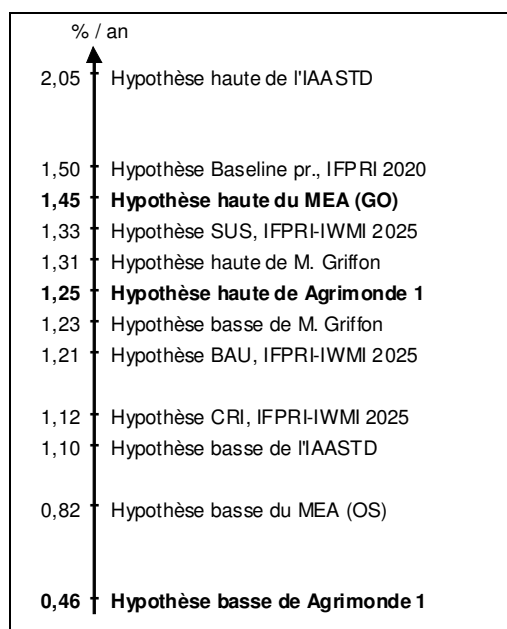 % / an
2,05 Hypothèse haute de l'IAASTD
1,50 Hypothèse Baseline pr., IFPRI 2020
1,45 Hypothèse haute du MEA (GO)
1,33 Hypothèse SUS, IFPRI-IWMI 2025
1,31 Hypothèse haute de M. Griffon
1,25 Hypothèse haute de Agrimonde 1
1,23 Hypothèse basse de M. Griffon
1,21 Hypothèse BAU, IFPRI-IWMI 2025
1,12 Hypothèse CRI, IFPRI-IWMI 2025
1,10 Hypothèse basse de l'IAASTD
0,82 Hypothèse basse du MEA (OS)
0,46 Hypothèse basse de Agrimonde 1